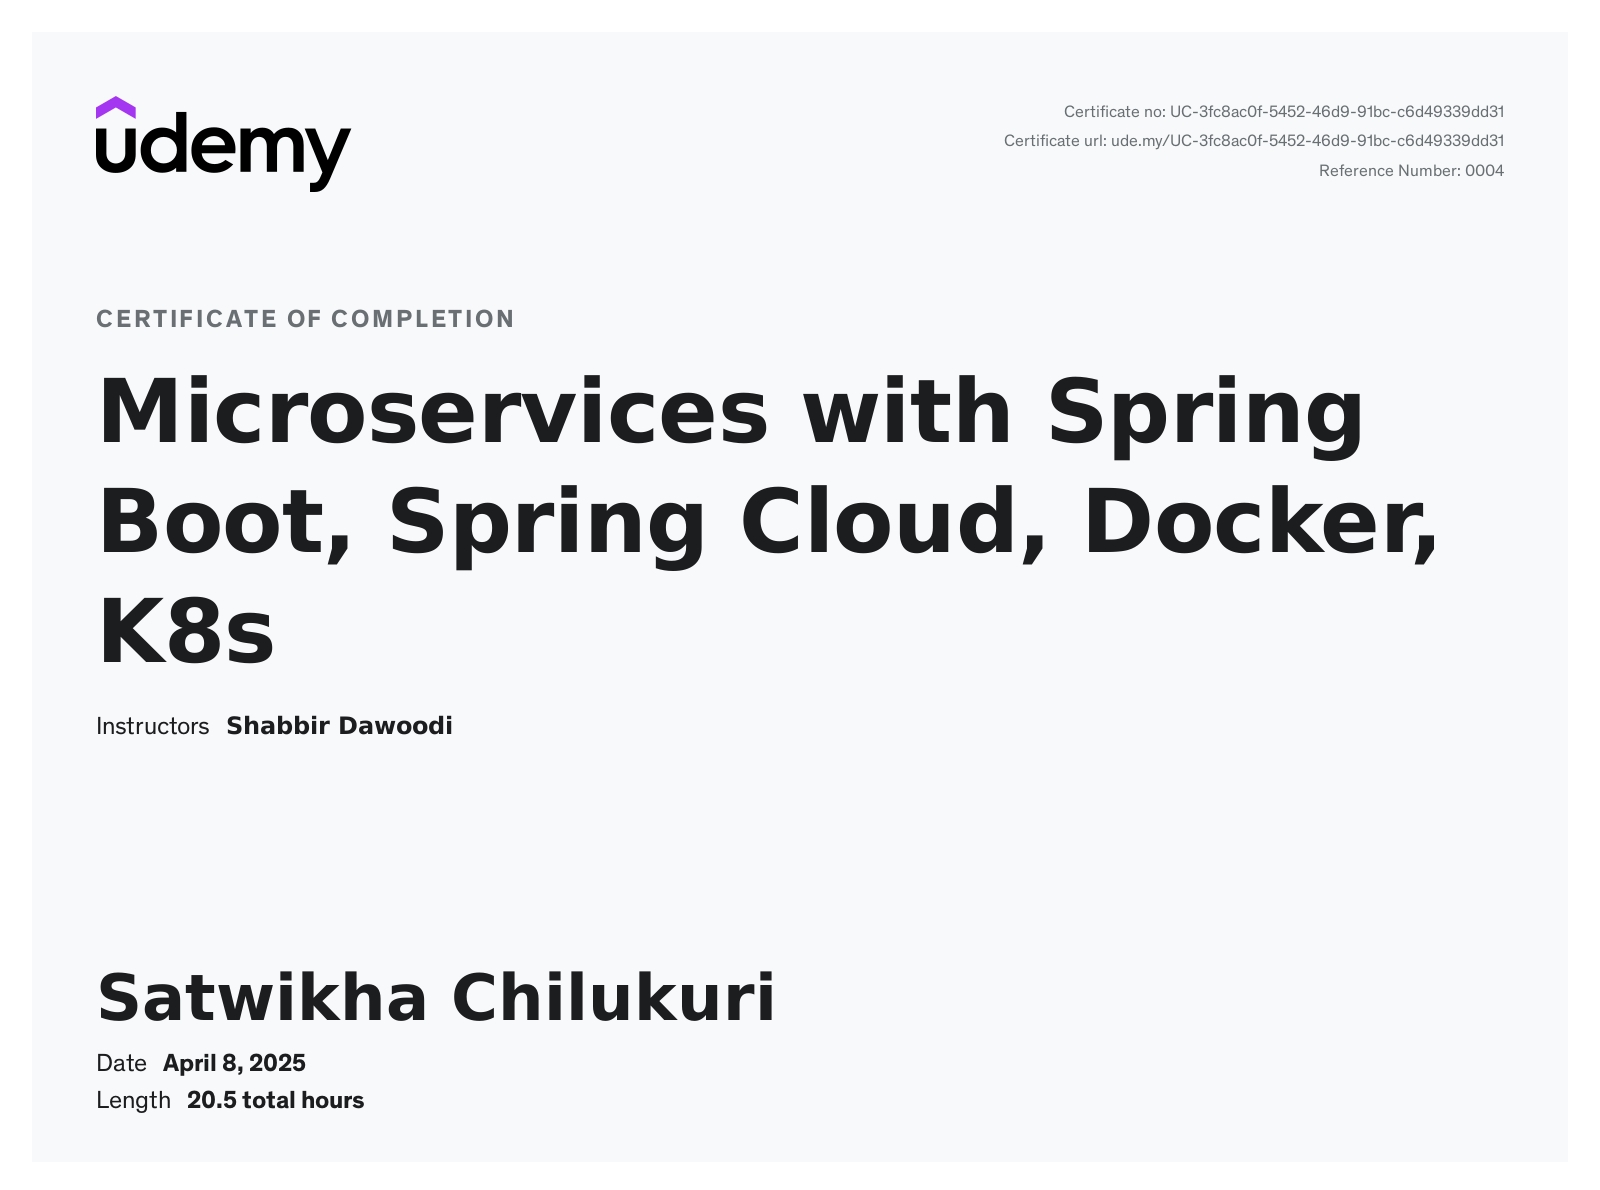 udemy
Certificate no: UC-3fc8ac0f-5452-46d9-91bc-c6d49339dd31
Certificate url: ude.my/UC-3fc8ac0f-5452-46d9-91bc-c6d49339dd31
Reference Number: 0004
CERTIFICATE OF COMPLETION
Microservices with Spring
Boot, Spring Cloud, Docker,
K8s
Instructors Shabbir Dawoodi
Satwikha Chilukuri
Date April 8, 2025
Length 20.5 total hours